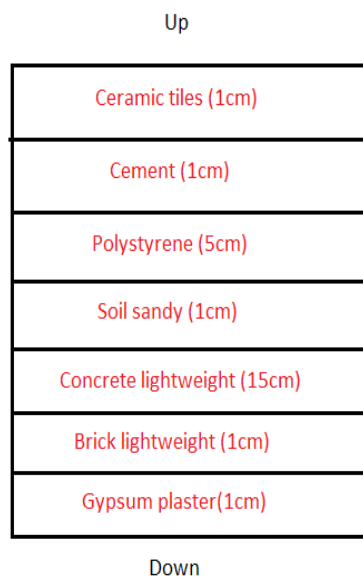 Up
Ceramic tiles (1cm)
Cement (1cm)
Polystyrene (5cm)
Soil sandy (1cm)
Concrete lightweight (15cm)
Brick lightweight (1cm)
Gypsum plaster(1cm)
Down